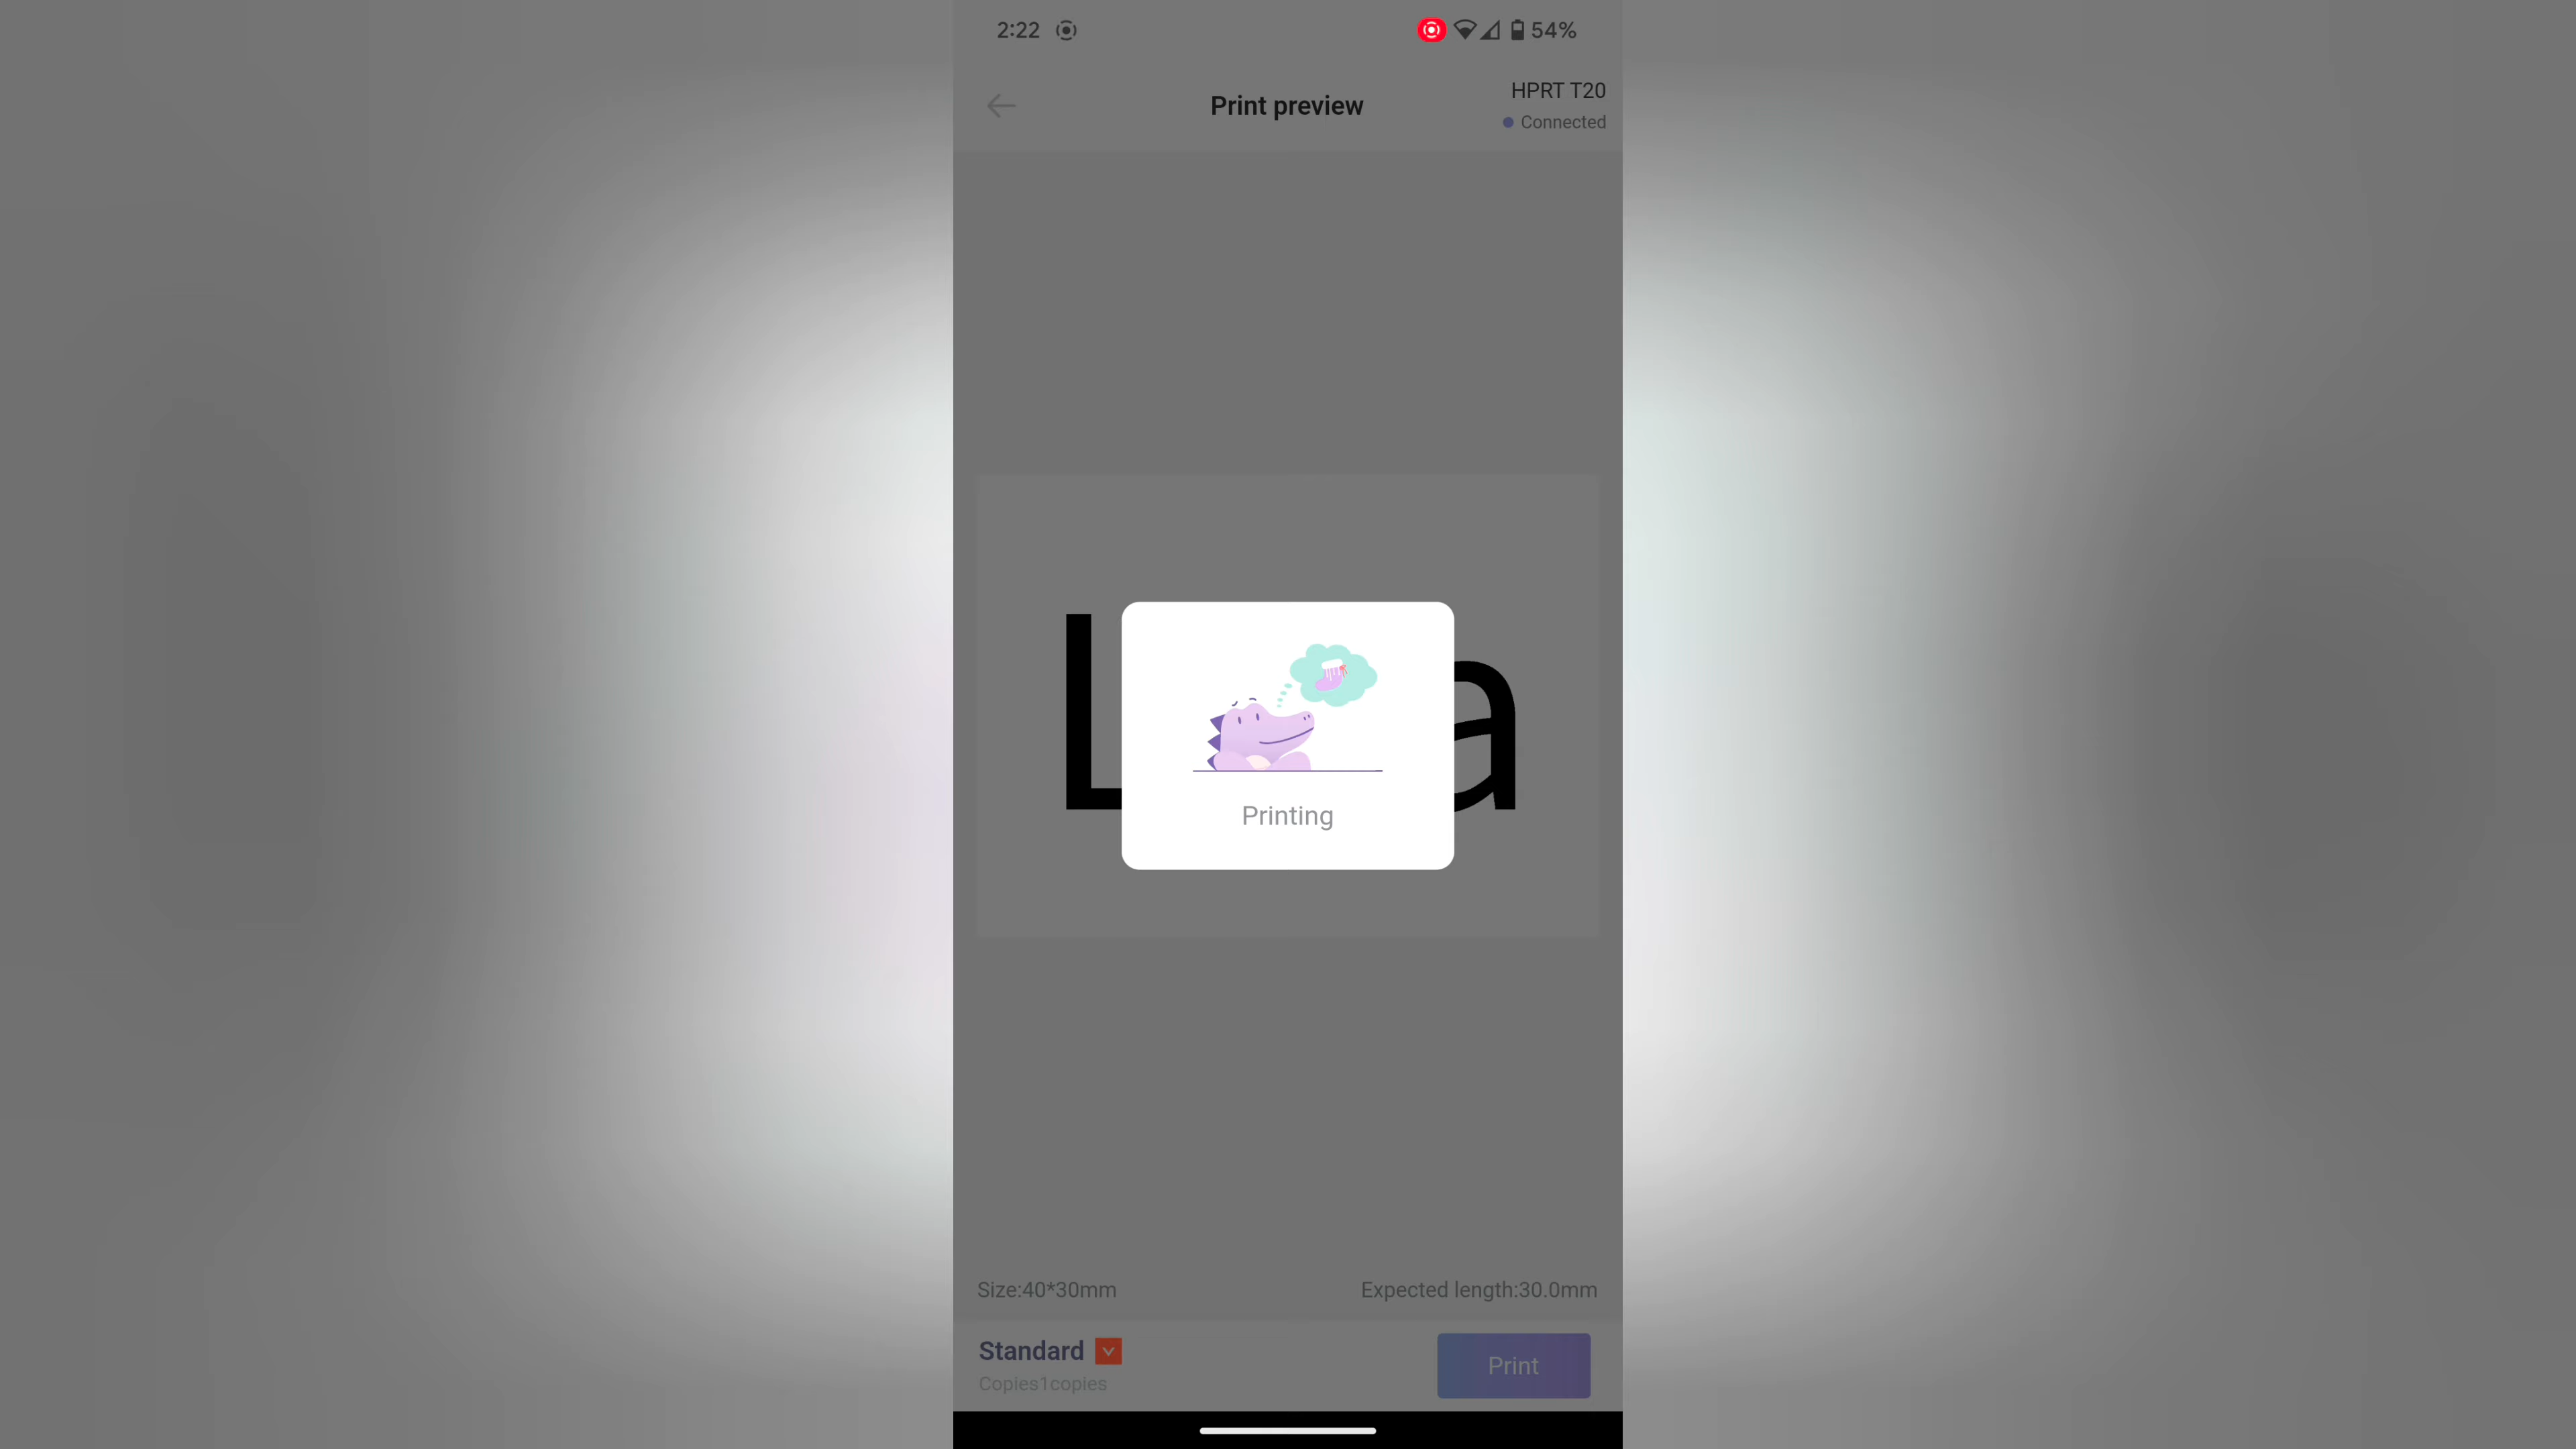 2:22
54%
Print preview
HPRT T20
Connected
Printing
Size:40*30mm
Expected length:30.0mm
Standard
Copies1copies
Print